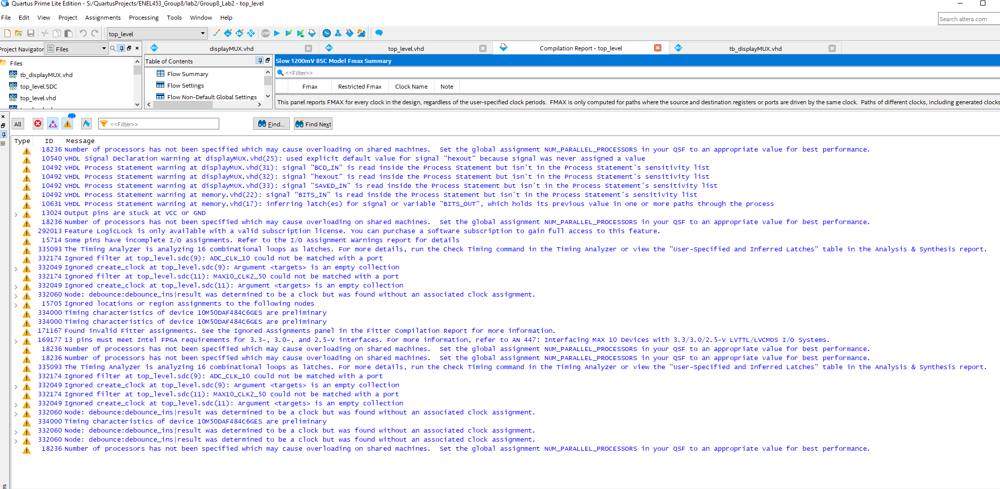 Quartus Prime Lite Edition - S:/QuartusProjects/ENEL453_Group8/lab2/Group8_Lab2 - top_level
File Edit View Project Assignments Processing Tools Window Help
Search altera.com
top_level
Project Navigator Files
displayMUX.vhd
top_level.vhd
Compilation Report - top_level
tb_displayMUX.vhd
Files
tb_displayMUX.vhd
top_level.SDC
top_level.vhd
Table of Contents
Flow Summary
Flow Settings
Flow Non-Default Global Settings
Slow 1200mV 85C Model Fmax Summary
<<Filter>>
Fmax Restricted Fmax Clock Name Note
This panel reports FMAX for every clock in the design, regardless of the user-specified clock periods. FMAX is only computed for paths where the source and destination registers or ports are driven by the same clock. Paths of different clocks, including generated clocks
All <<Filter>> Find... Find Next
Type ID Message
18236 Number of processors has not been specified which may cause overloading on shared machines. Set the global assignment NUM_PARALLEL_PROCESSORS in your QSF to an appropriate value for best performance.
10540 VHDL Signal Declaration warning at displayMUX.vhd(25): used explicit default value for signal "hexout" because signal was never assigned a value
10492 VHDL Process Statement warning at displayMUX.vhd(31): signal "BCD_IN" is read inside the Process Statement but isn't in the Process Statement's sensitivity list
10492 VHDL Process Statement warning at displayMUX.vhd(32): signal "hexout" is read inside the Process Statement but isn't in the Process Statement's sensitivity list
10492 VHDL Process Statement warning at displayMUX.vhd(33): signal "SAVED_IN" is read inside the Process Statement but isn't in the Process Statement's sensitivity list
10492 VHDL Process Statement warning at memory.vhd(22): signal "BITS_IN" is read inside the Process Statement but isn't in the Process Statement's sensitivity list
10631 VHDL Process Statement warning at memory.vhd(17): inferring latch(es) for signal or variable "BITS_OUT", which holds its previous value in one or more paths through the process
13024 Output pins are stuck at VCC or GND
18236 Number of processors has not been specified which may cause overloading on shared machines. Set the global assignment NUM_PARALLEL_PROCESSORS in your QSF to an appropriate value for best performance.
292013 Feature LogicLock is only available with a valid subscription license. You can purchase a software subscription to gain full access to this feature.
15714 Some pins have incomplete I/O assignments. Refer to the I/O Assignment Warnings report for details
335093 The Timing Analyzer is analyzing 16 combinational loops as latches. For more details, run the Check Timing command in the Timing Analyzer or view the "User-Specified and Inferred Latches" table in the Analysis & Synthesis report.
332174 Ignored filter at top_level.sdc(9): ADC_CLK_10 could not be matched with a port
332049 Ignored create_clock at top_level.sdc(9): Argument <targets> is an empty collection
332174 Ignored filter at top_level.sdc(11): MAX10_CLK2_50 could not be matched with a port
332049 Ignored create_clock at top_level.sdc(11): Argument <targets> is an empty collection
332060 Node: debounce:debounce_ins|result was determined to be a clock but was found without an associated clock assignment.
15705 Ignored locations or region assignments to the following nodes
334000 Timing characteristics of device 10M50DAF484C6GES are preliminary
334000 Timing characteristics of device 10M50DAF484C6GES are preliminary
171167 Found invalid Fitter assignments. See the Ignored Assignments panel in the Fitter Compilation Report for more information.
169177 13 pins must meet Intel FPGA requirements for 3.3-, 3.0-, and 2.5-V interfaces. For more information, refer to AN 447: Interfacing MAX 10 Devices with 3.3/3.0/2.5-V LVTTL/LVCMOS I/O Systems.
18236 Number of processors has not been specified which may cause overloading on shared machines. Set the global assignment NUM_PARALLEL_PROCESSORS in your QSF to an appropriate value for best performance.
18236 Number of processors has not been specified which may cause overloading on shared machines. Set the global assignment NUM_PARALLEL_PROCESSORS in your QSF to an appropriate value for best performance.
335093 The Timing Analyzer is analyzing 16 combinational loops as latches. For more details, run the Check Timing command in the Timing Analyzer or view the "User-Specified and Inferred Latches" table in the Analysis & Synthesis report.
332174 Ignored filter at top_level.sdc(9): ADC_CLK_10 could not be matched with a port
332049 Ignored create_clock at top_level.sdc(9): Argument <targets> is an empty collection
332174 Ignored filter at top_level.sdc(11): MAX10_CLK2_50 could not be matched with a port
332049 Ignored create_clock at top_level.sdc(11): Argument <targets> is an empty collection
332060 Node: debounce:debounce_ins|result was determined to be a clock but was found without an associated clock assignment.
334000 Timing characteristics of device 10M50DAF484C6GES are preliminary
332060 Node: debounce:debounce_ins|result was determined to be a clock but was found without an associated clock assignment.
332060 Node: debounce:debounce_ins|result was determined to be a clock but was found without an associated clock assignment.
18236 Number of processors has not been specified which may cause overloading on shared machines. Set the global assignment NUM_PARALLEL_PROCESSORS in your QSF to an appropriate value for best performance.